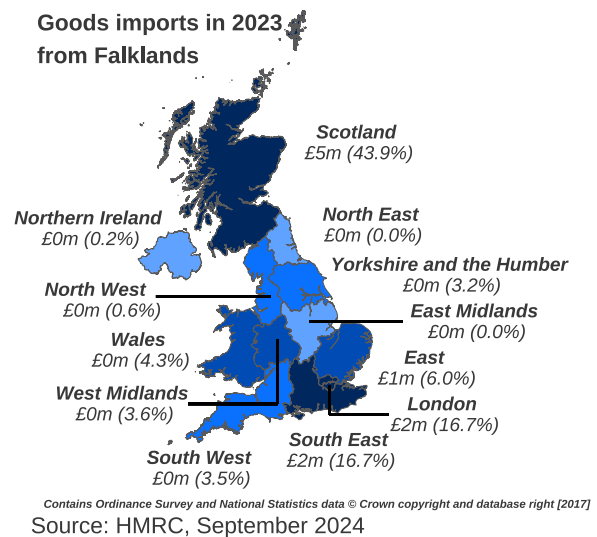 Goods imports in 2023
from Falklands
Scotland
£5m (43.9%)
Northern Ireland
£0m (0.2%)
North East
£0m (0.0%)
Yorkshire and the Humber
£0m (3.2%)
North West
£0m (0.6%)
East Midlands
£0m (0.0%)
Wales
£0m (4.3%)
East
£1m (6.0%)
West Midlands
£0m (3.6%)
London
£2m (16.7%)
South East
£2m (16.7%)
South West
£0m (3.5%)
Contains Ordinance Survey and National Statistics data © Crown copyright and database right [2017]
Source: HMRC, September 2024